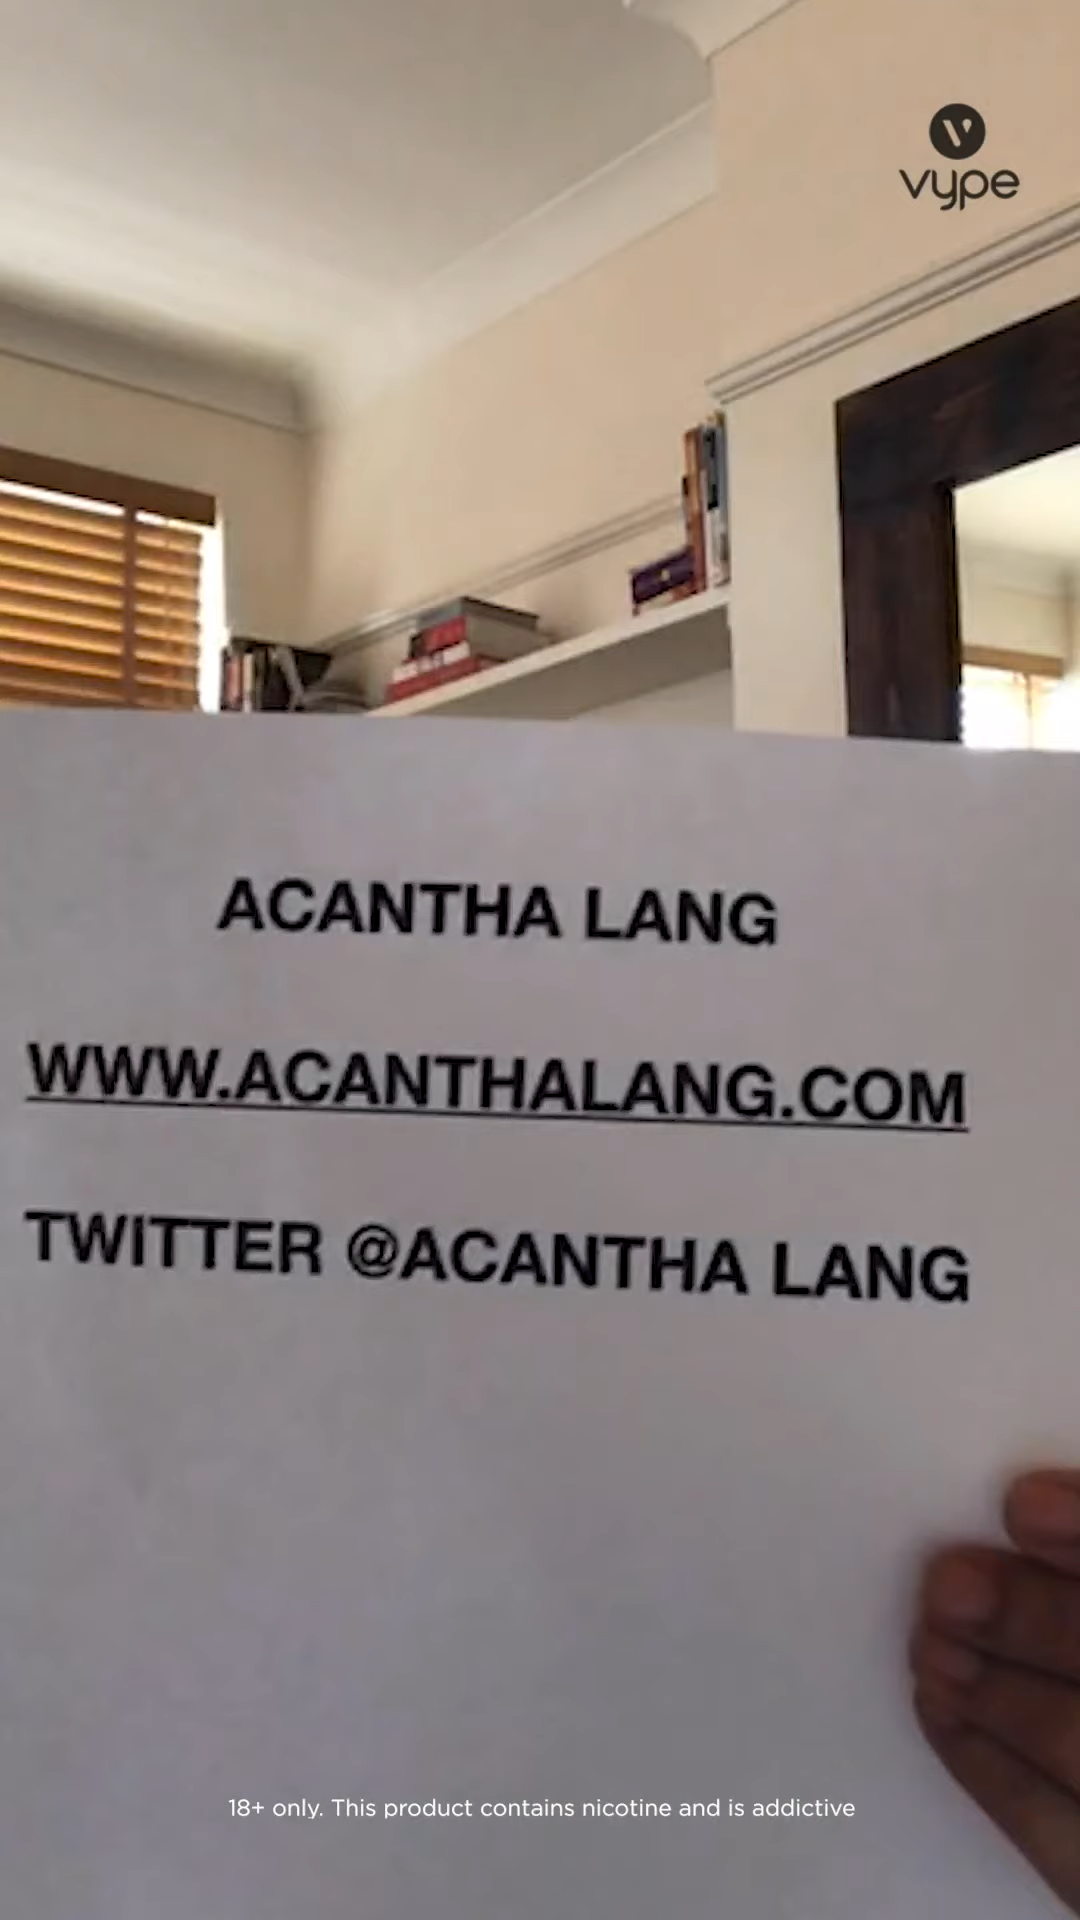 vype
ACANTHA LANG
WWW.ACANTHALANG.COM
TWITTER @ACANTHA LANG
18+ only. This product contains nicotine and is addictive